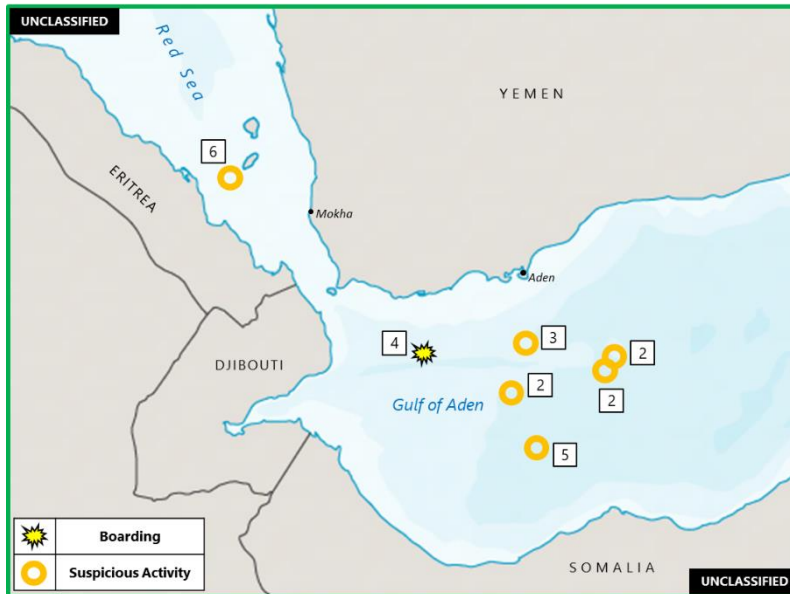 UNCLASSIFIED
Red Sea
YEMEN
6
ERITREA
Mokha
Aden
4
3
2
DJIBOUTI
2
Gulf of Aden
2
5
Boarding
Suspicious Activity
SOMALIA
UNCLASSIFIED